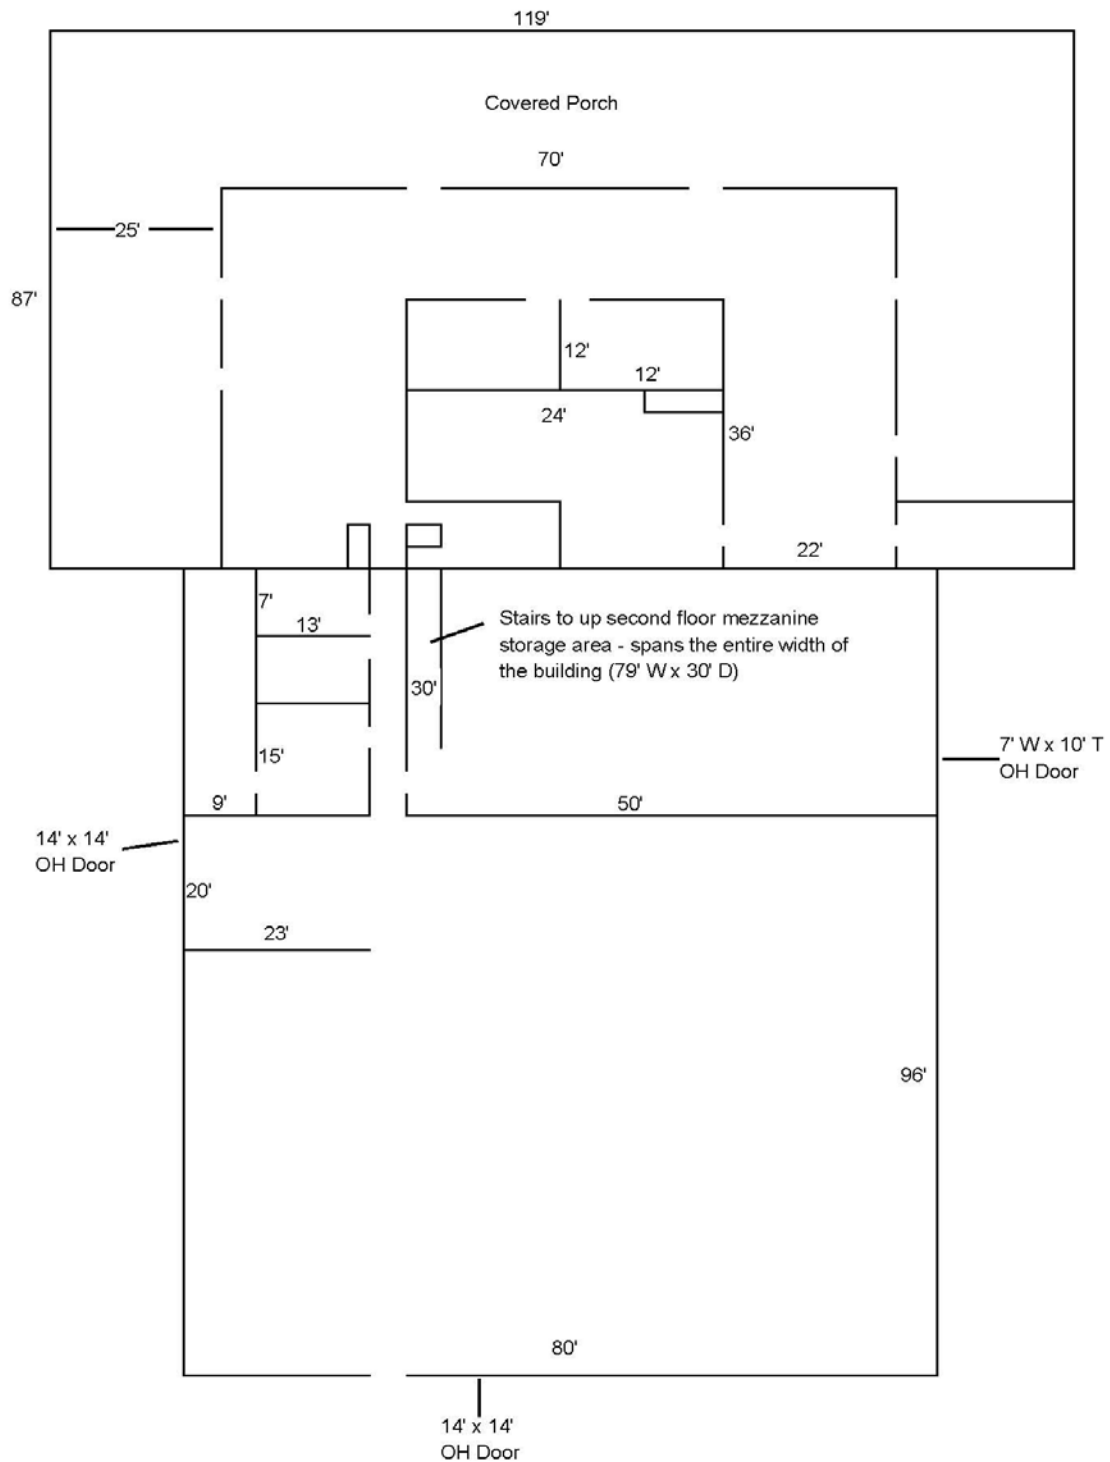 119'
Covered Porch
70'
25'
87'
12'
12'
24'
36'
22'
7'
13'
Stairs to up second floor mezzanine
storage area - spans the entire width of
the building (79' W x 30' D)
30'
15'
7' W x 10' T
OH Door
9'
50'
14' x 14'
OH Door
20'
23'
96'
80'
14' x 14'
OH Door